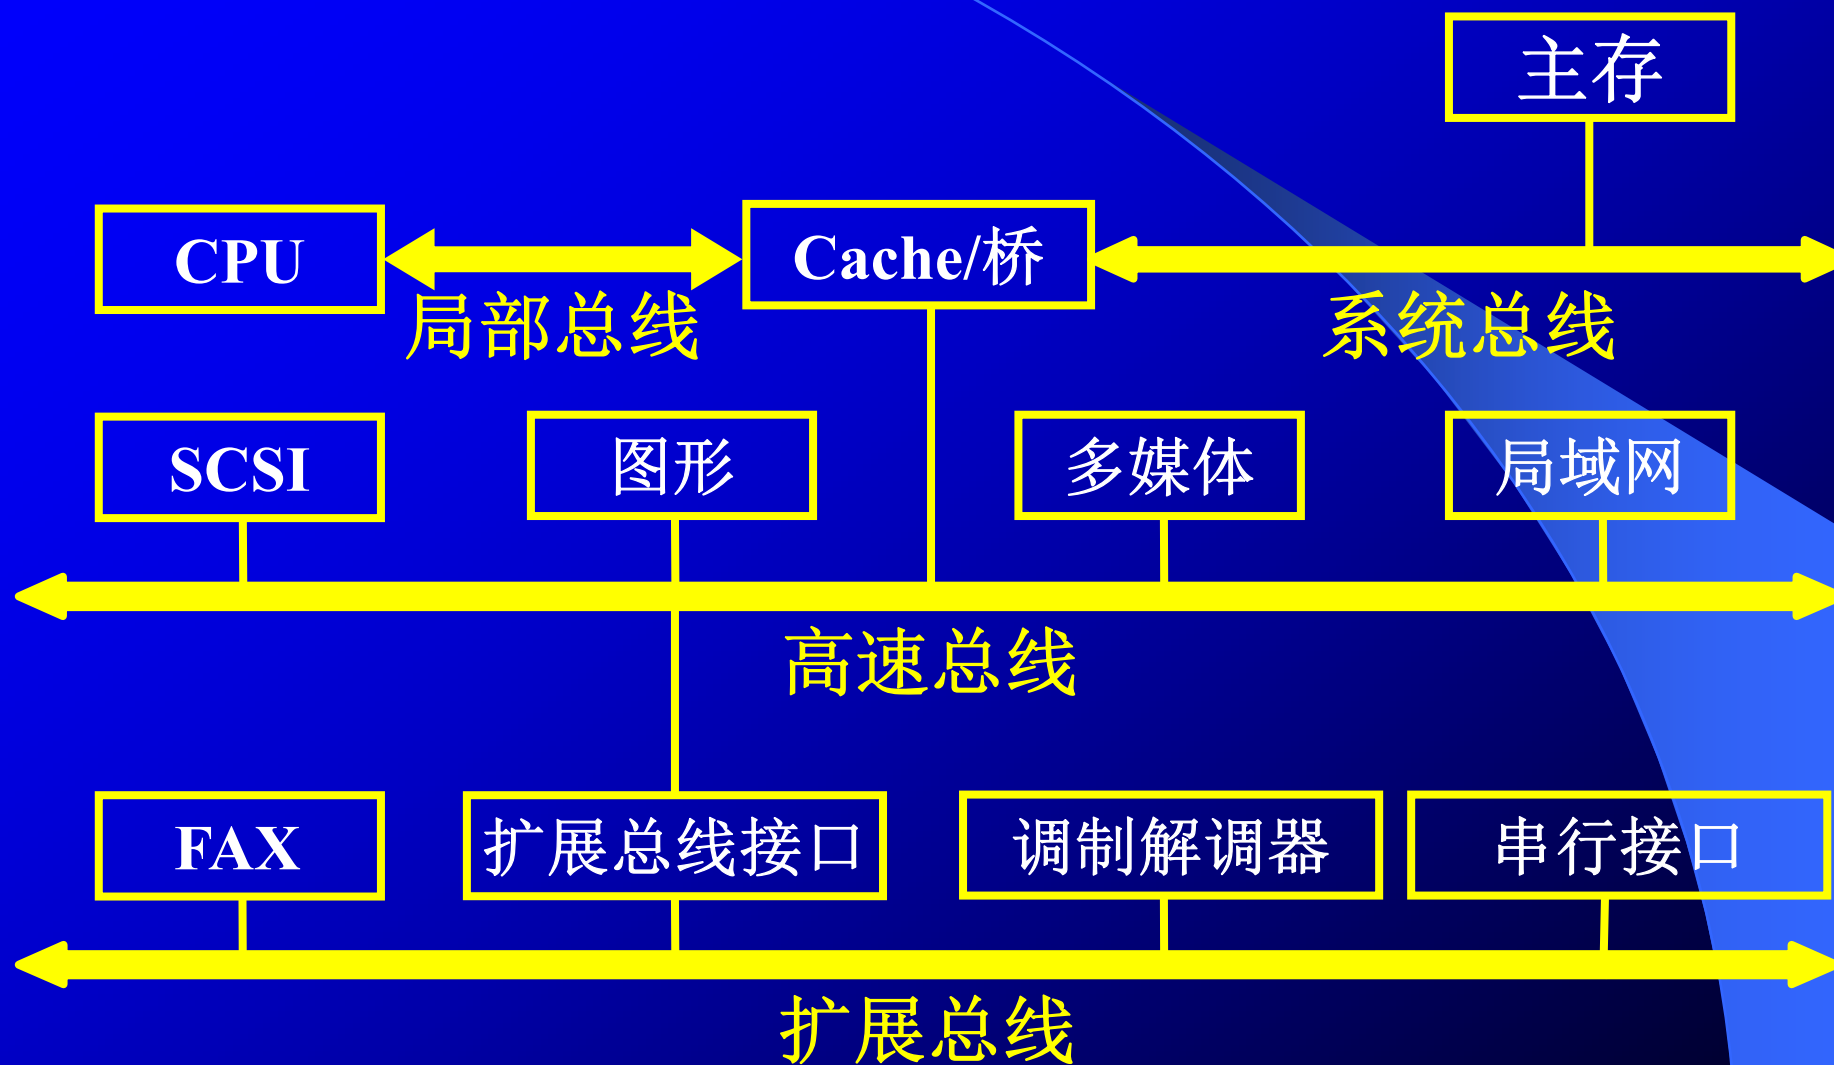 主存
CPU
Cache/桥
局部总线
系统总线
SCSI
图形
多媒体
局域网
高速总线
FAX
扩展总线接口
调制解调器
串行接口
扩展总线